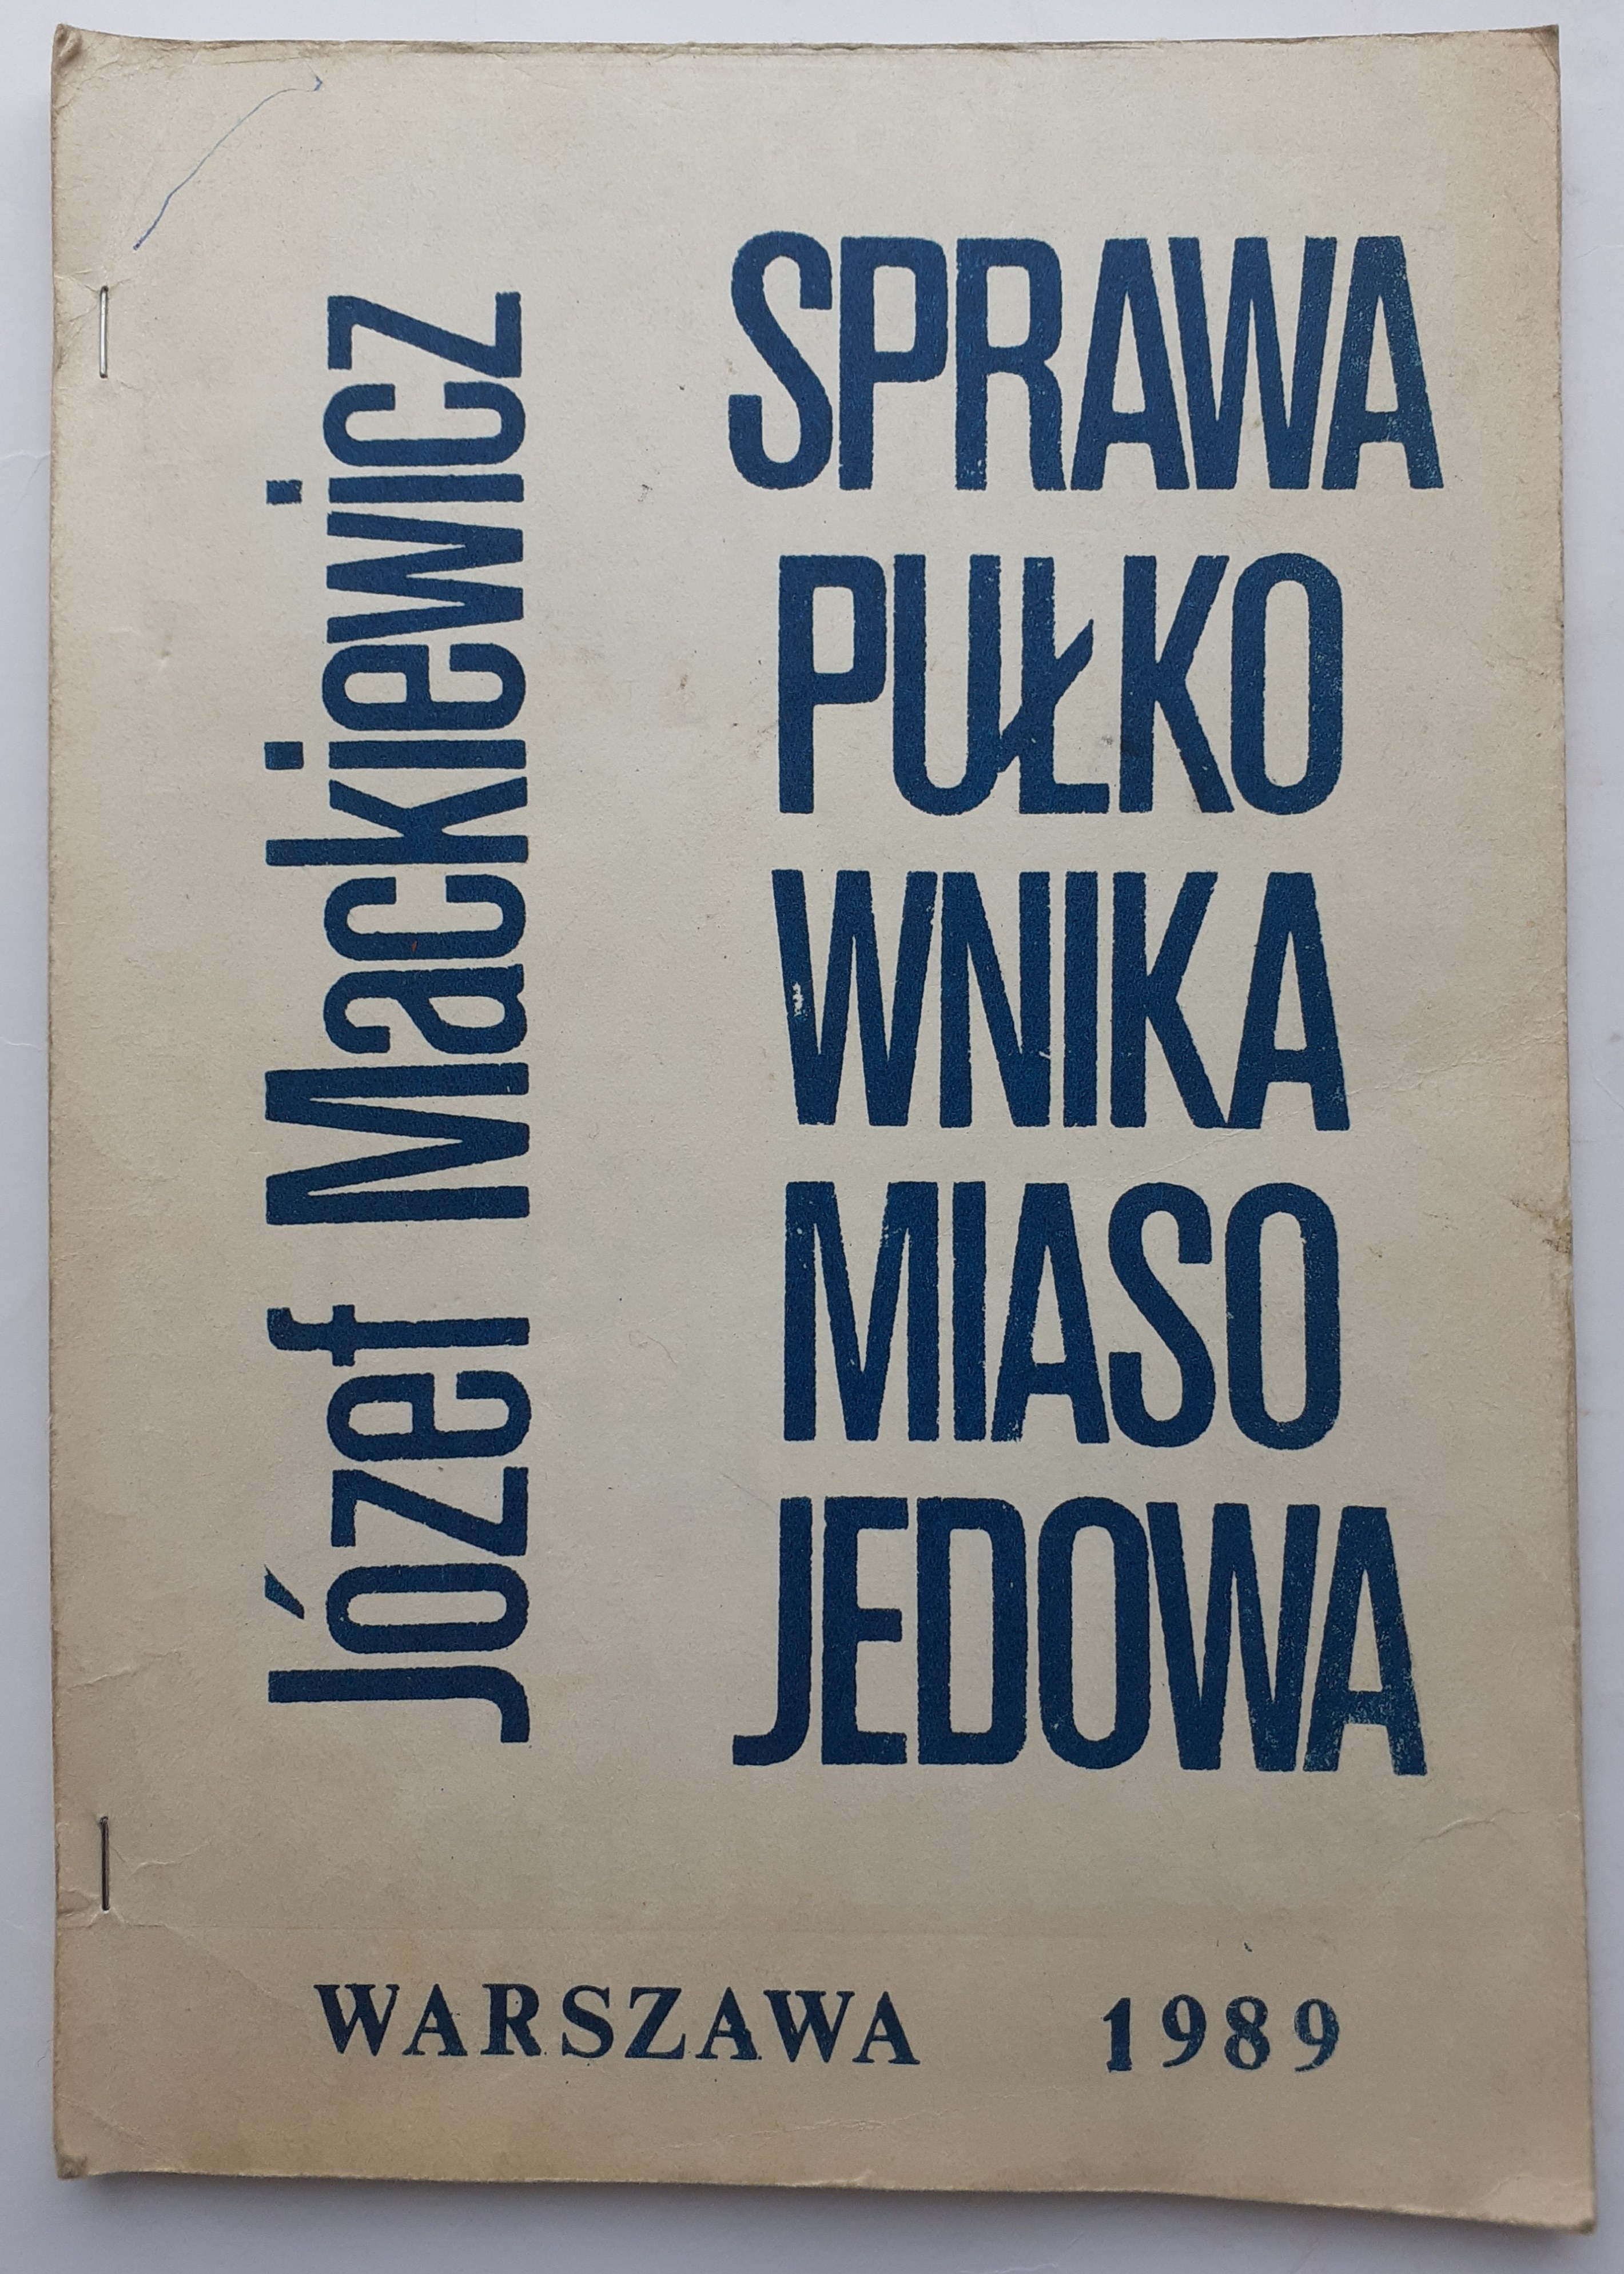 Józef Mackiewicz
SPRAWA
PUŁKO
WNIKA
MIASO
JEDOWA
WARSZAWA 1989